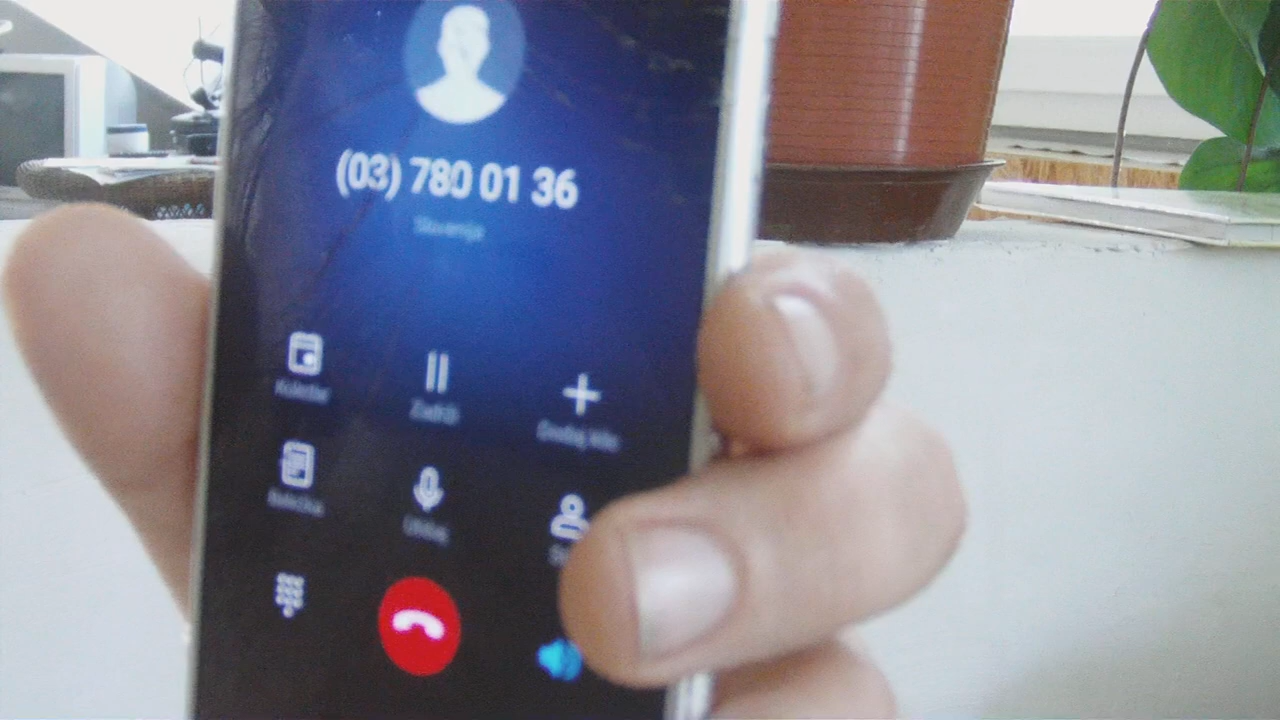 (03) 780 01 36
Slovenija
Koledar
Zadrži
Dodaj klic
Beležka
Utišaj